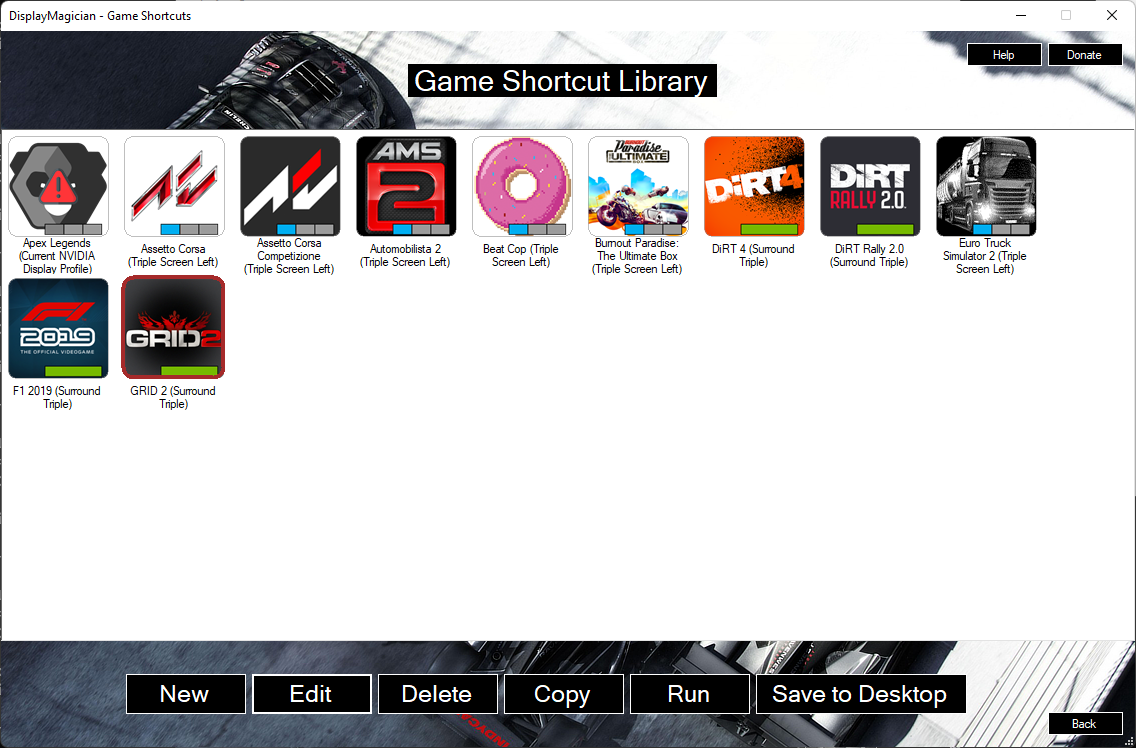 DisplayMagician - Game Shortcuts
Help
Donate
Game Shortcut Library
AMS
2
BURNOUT
Paradise
ULTIMATE
BOX
DiRT4
DiRT
RALLY 2.0
Apex Legends
(Current NVIDIA
Display Profile)
Assetto Corsa
(Triple Screen Left)
Assetto Corsa
Competizione
(Triple Screen Left)
Automobilista 2
(Triple Screen Left)
Beat Cop (Triple
Screen Left)
Burnout Paradise:
The Ultimate Box
(Triple Screen Left)
DiRT 4 (Surround
Triple)
DiRT Rally 2.0
(Surround Triple)
Euro Truck
Simulator 2 (Triple
Screen Left)
F1
2019
THE OFFICIAL VIDEOGAME
GRID2
F1 2019 (Surround
Triple)
GRID 2 (Surround
Triple)
New
Edit
Delete
Copy
Run
Save to Desktop
INDYCAR
Back